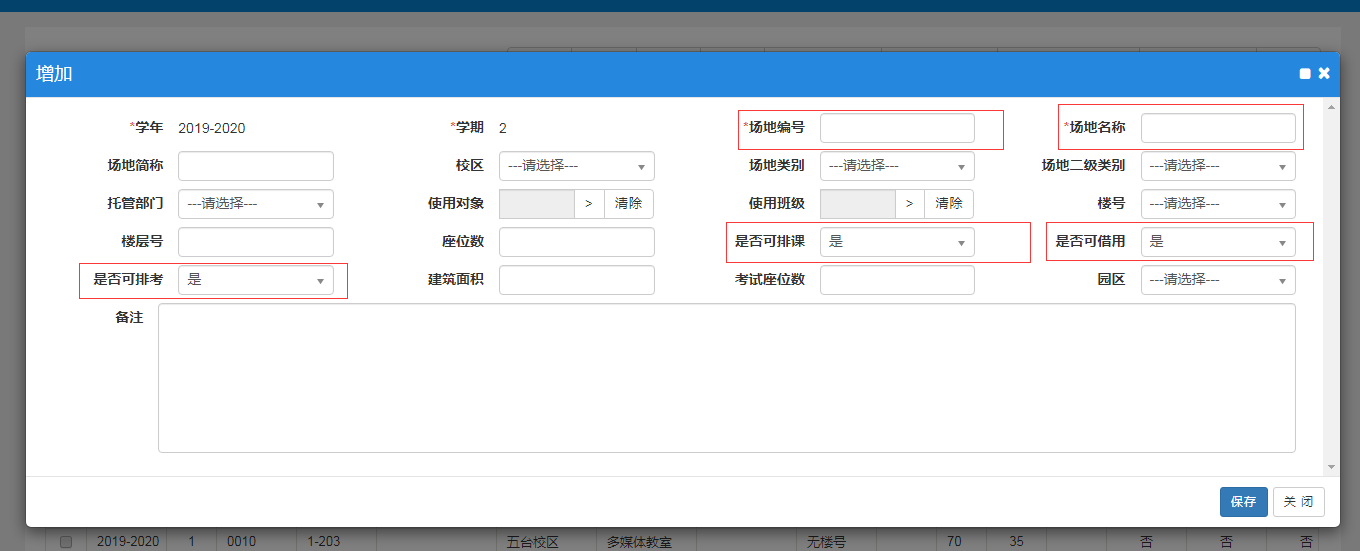 增加
*学年 2019-2020 *学期 2 *场地编号 *场地名称
场地简称 校区 ---请选择--- 场地类别 ---请选择--- 场地二级类别 ---请选择---
托管部门 ---请选择--- 使用对象 > 清除 使用班级 > 清除 楼号 ---请选择---
楼层号 座位数 是否可排课 是 是否可借用 是
是否可排考 是 建筑面积 考试座位数 园区 ---请选择---
备注
保存 关 闭
2019-2020 1 0010 1-203 五台校区 多媒体教室 无楼号 70 35 否 否 否